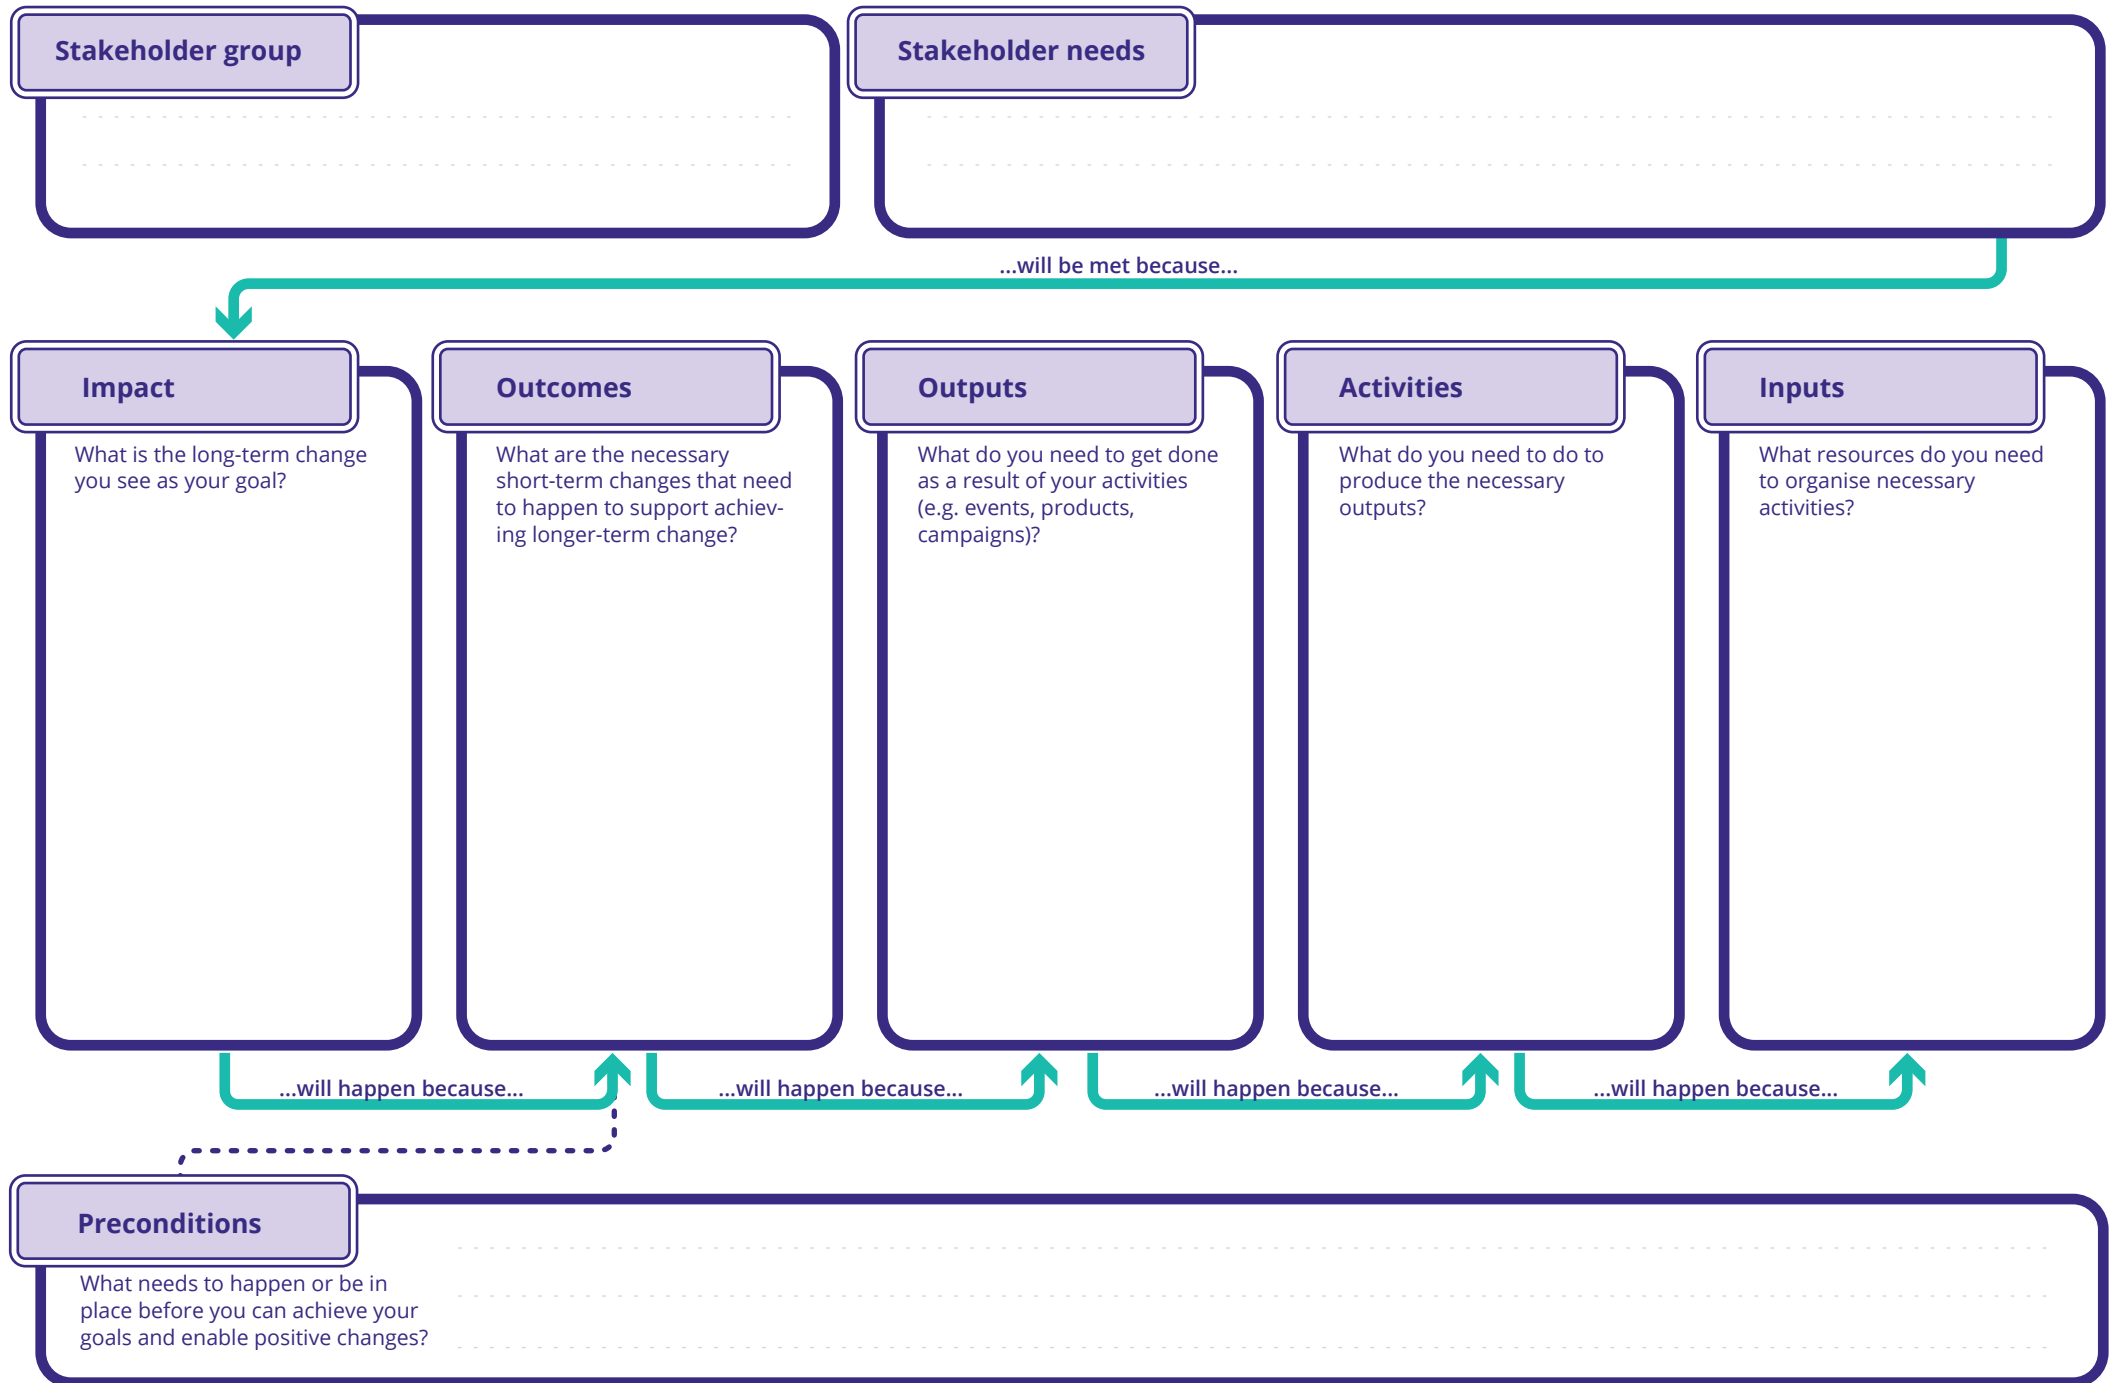 Stakeholder group
Stakeholder needs
...will be met because...
Impact
What is the long-term change
you see as your goal?
Outcomes
What are the necessary
short-term changes that need
to happen to support achiev-
ing longer-term change?
Outputs
What do you need to get done
as a result of your activities
(e.g. events, products,
campaigns)?
Activities
What do you need to do to
produce the necessary
outputs?
Inputs
What resources do you need
to organise necessary
activities?
...will happen because...
...will happen because...
...will happen because...
...will happen because...
Preconditions
What needs to happen or be in
place before you can achieve your
goals and enable positive changes?